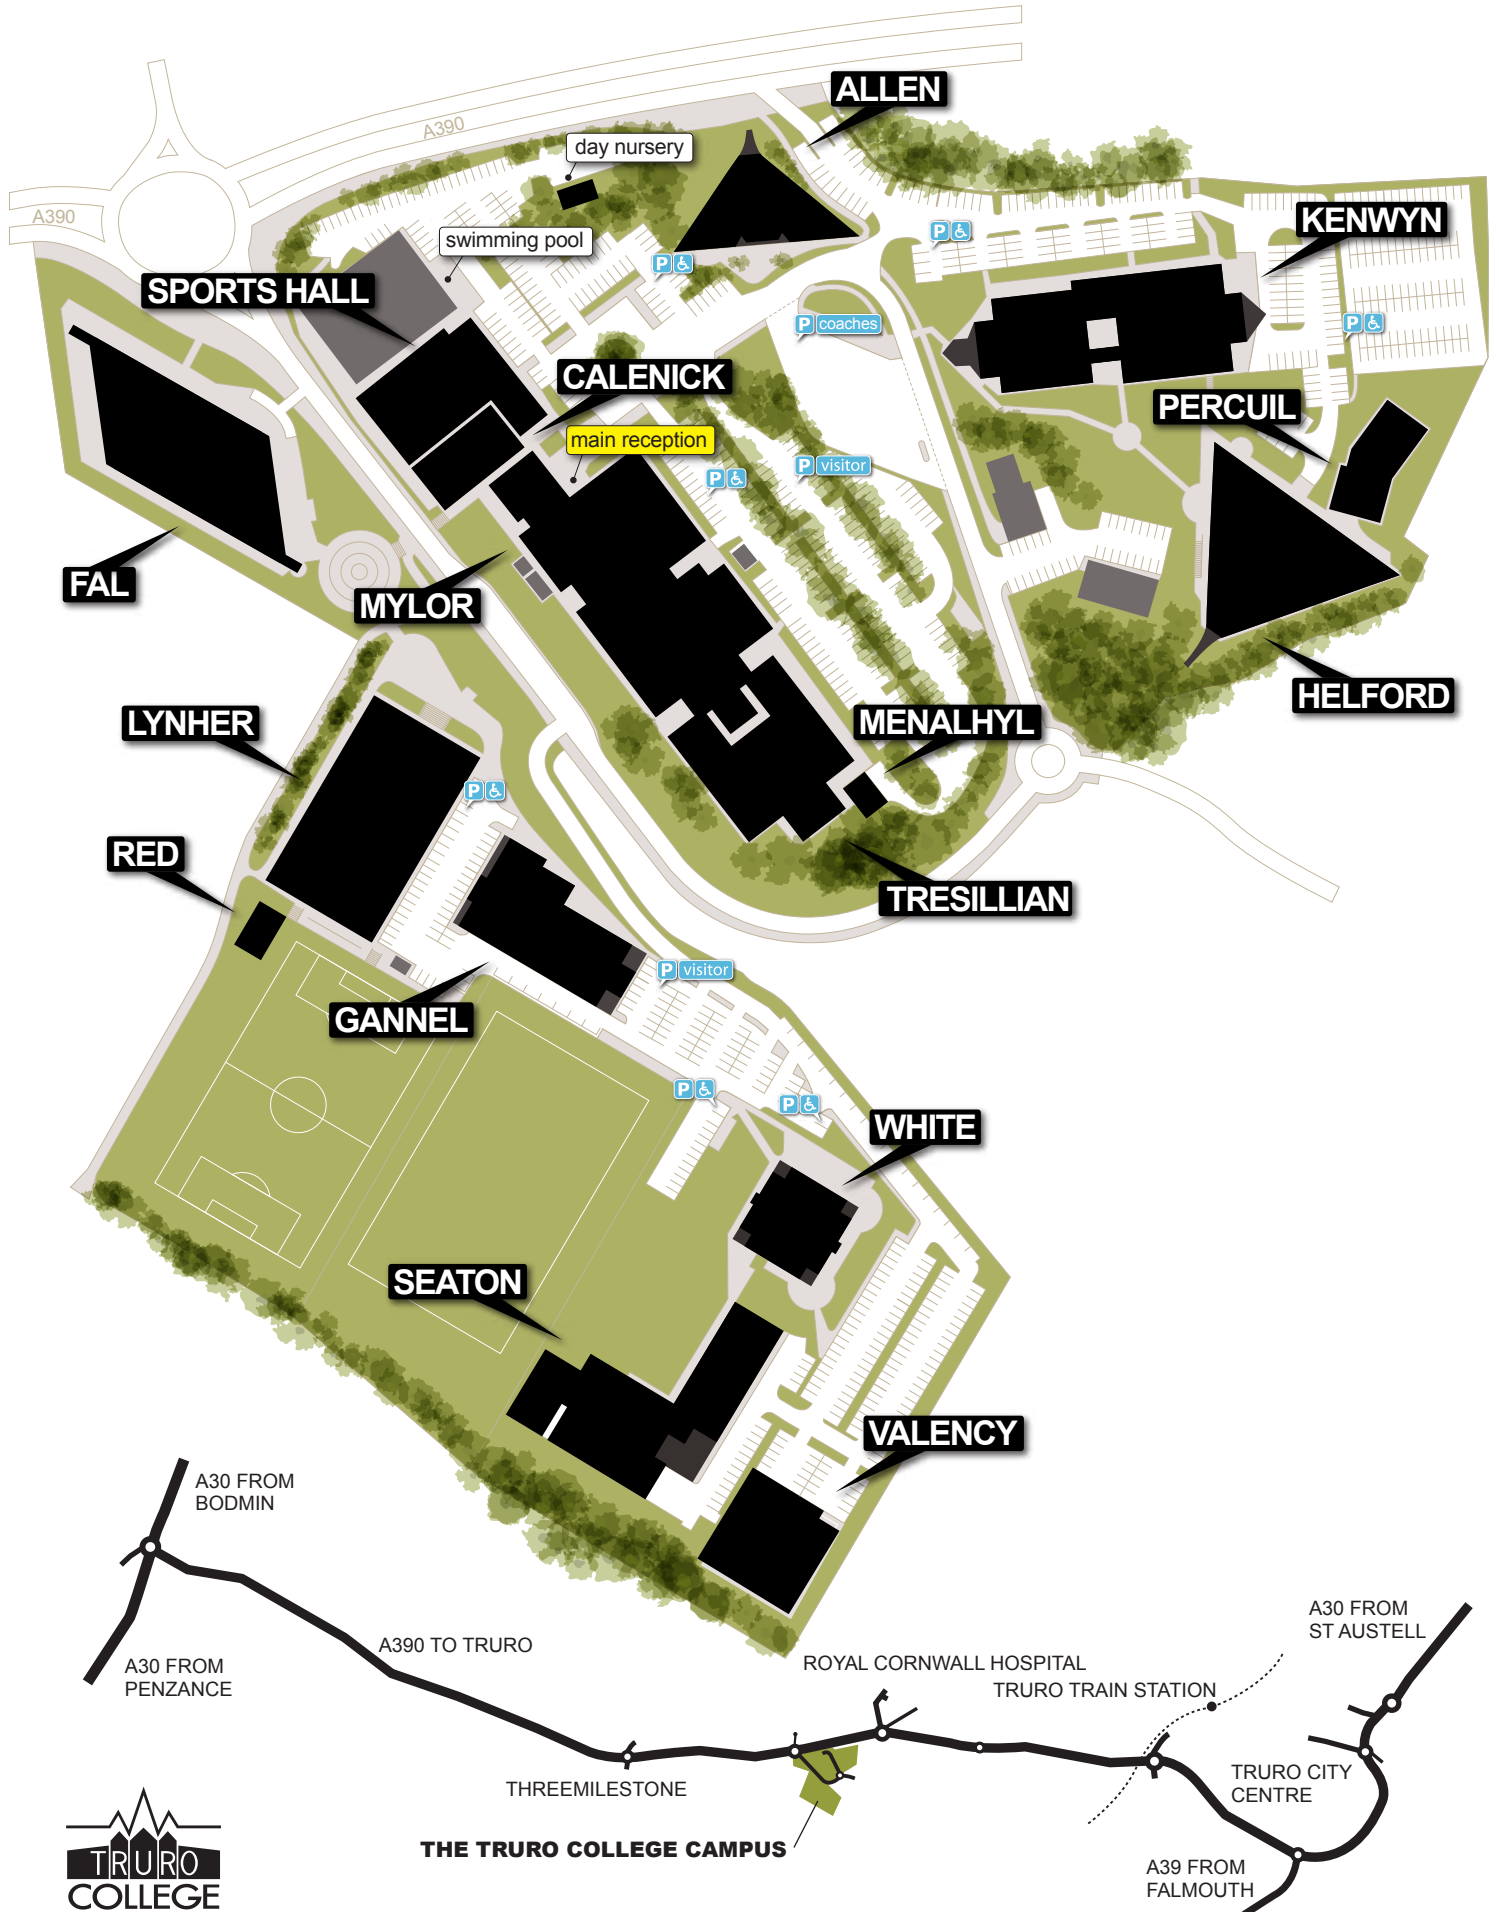 ALLEN
A390
day nursery
A390
KENWYN
P
swimming pool
P
SPORTS HALL
P coaches
P
CALENICK
PERCUIL
main reception
P visitor
P
FAL
MYLOR
HELFORD
LYNHER
MENALHYL
P
RED
TRESILLIAN
P visitor
GANNEL
P
P
WHITE
SEATON
VALENCY
A30 FROM
BODMIN
A30 FROM
ST AUSTELL
A390 TO TRURO
A30 FROM
PENZANCE
ROYAL CORNWALL HOSPITAL
TRURO TRAIN STATION
THREEMILESTONE
TRURO CITY
CENTRE
THE TRURO COLLEGE CAMPUS
A39 FROM
FALMOUTH
TRURO
COLLEGE